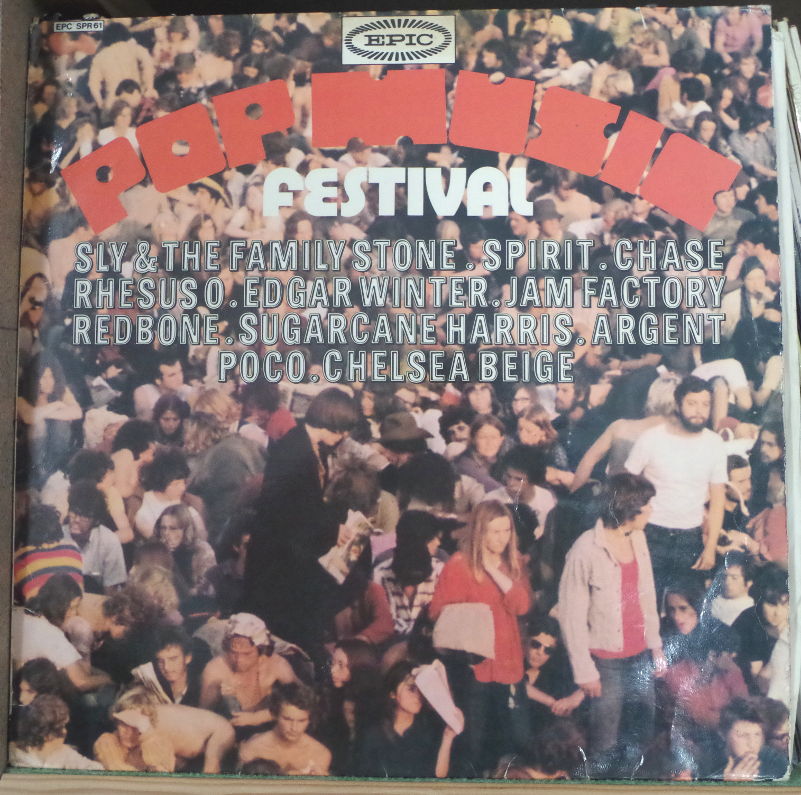 EPC SPR61
EPIC
POP MUSIC
FESTIVAL
SLY & THE FAMILY STONE . SPIRIT . CHASE
RHESUS O . EDGAR WINTER . JAM FACTORY
REDBONE . SUGARCANE HARRIS . ARGENT
POCO . CHELSEA BEIGE